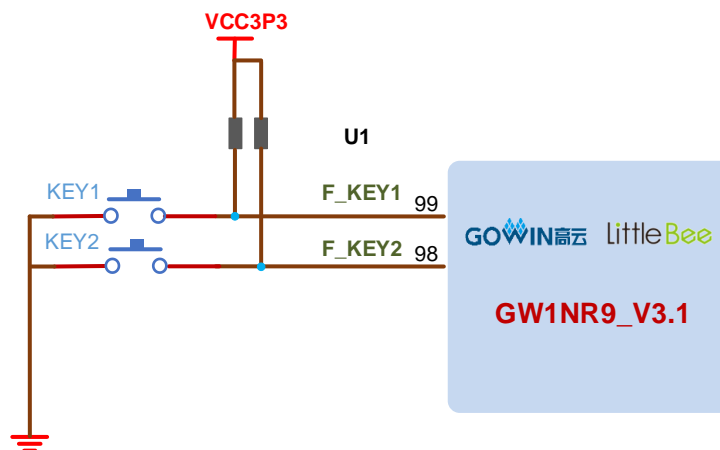 VCC3P3
U1
KEY1
F_KEY1
99
KEY2
F_KEY2
98
GOWIN高云 LittleBee
GW1NR9_V3.1